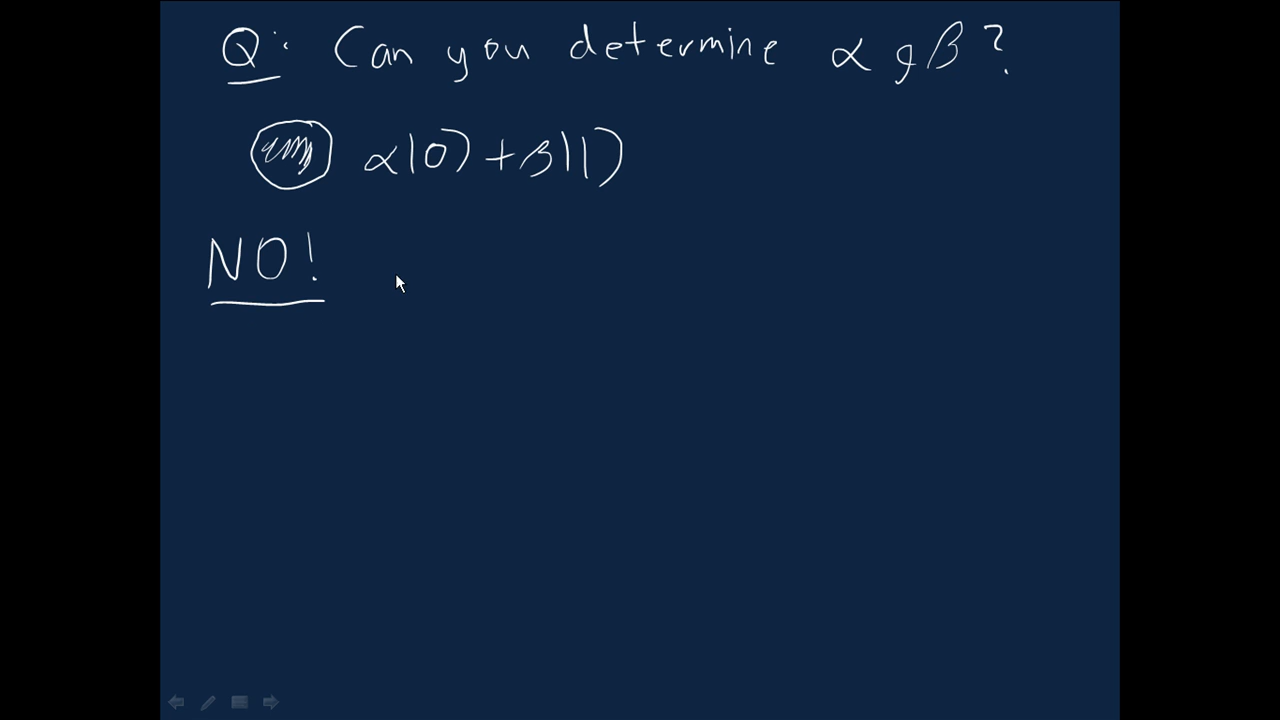 Q: Can you determine α & β?
α|0⟩ + β|1⟩
NO!